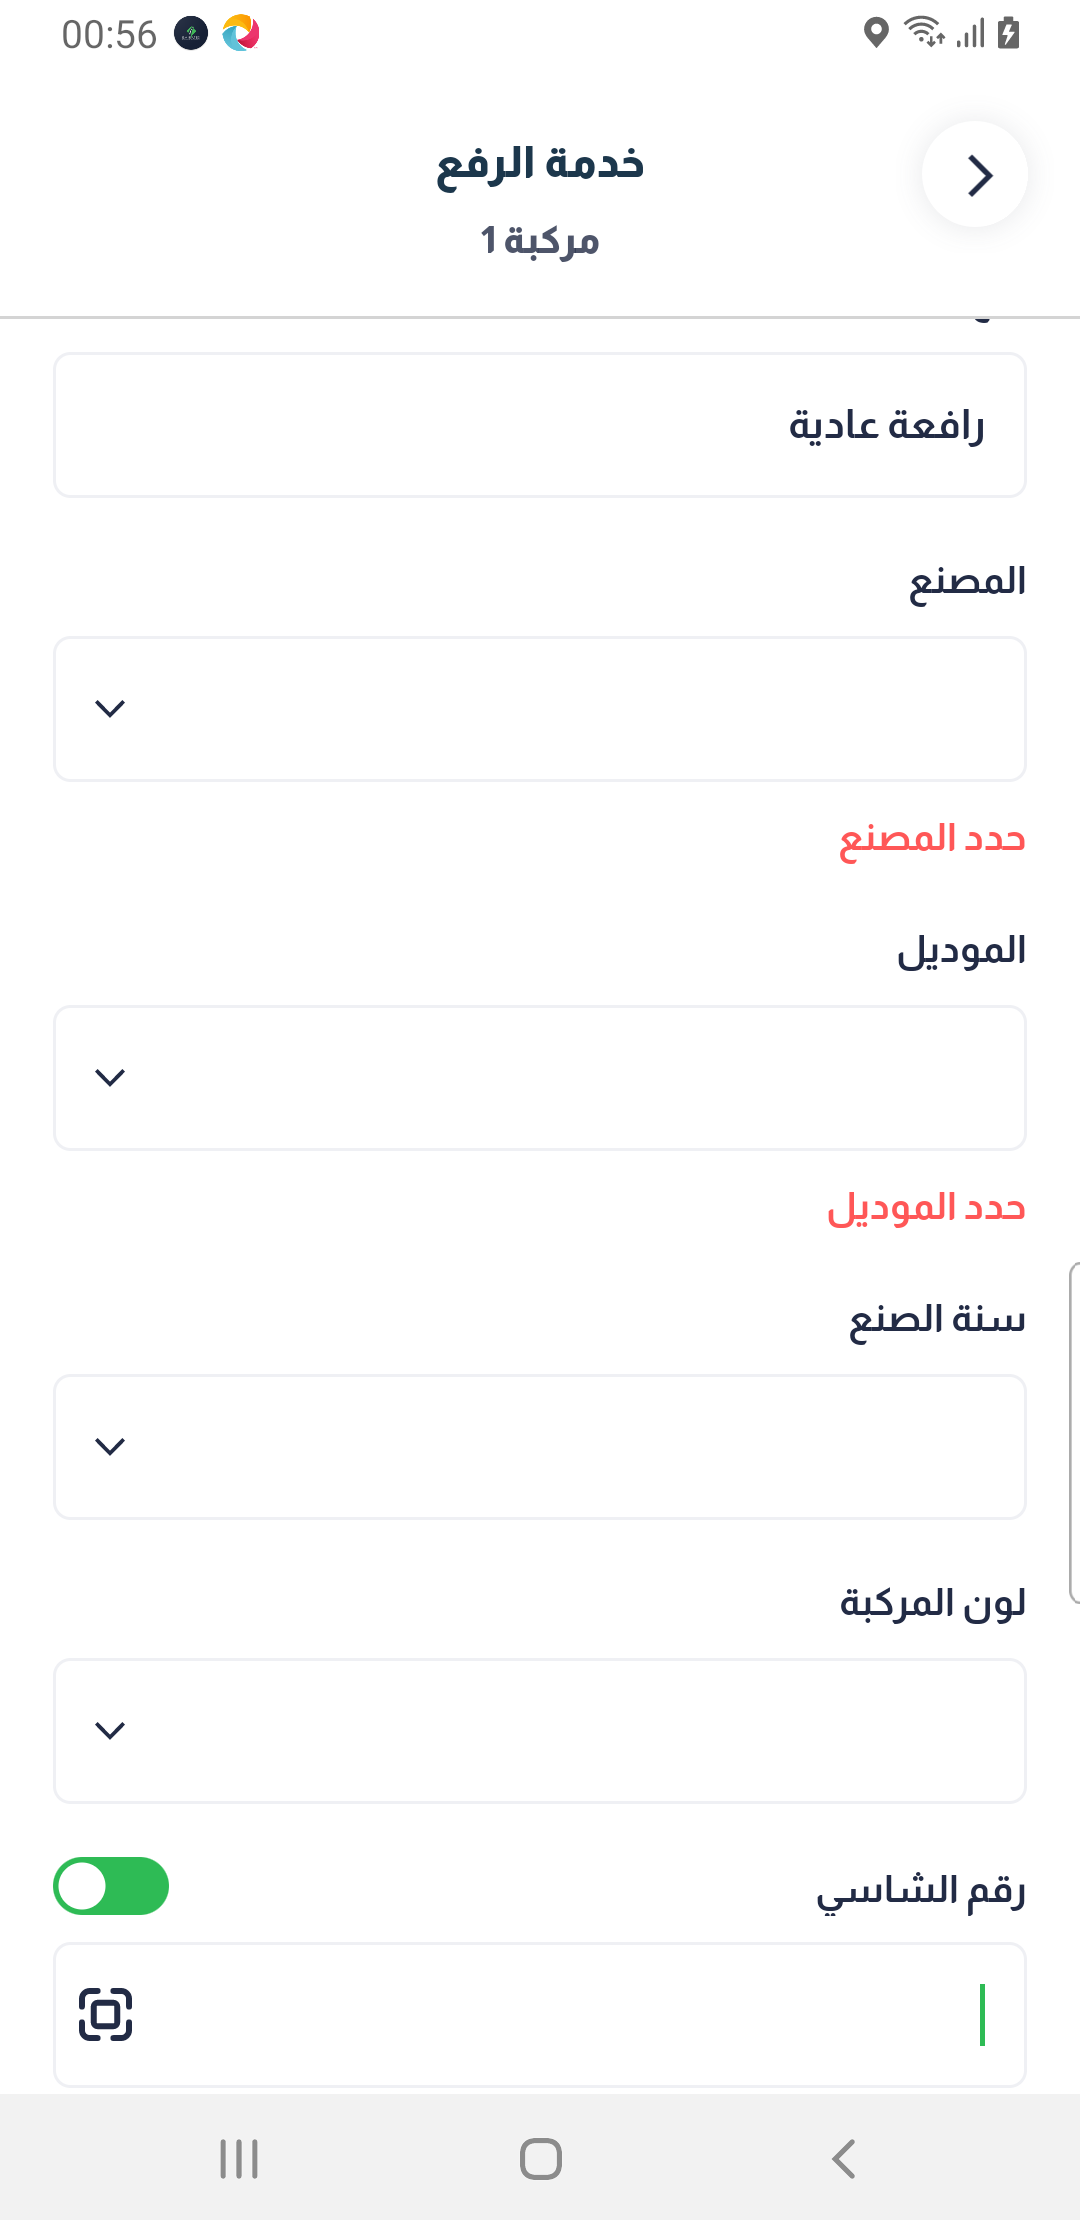 00:56
خدمة الرفع
مركبة 1
رافعة عادية
المصنع
حدد المصنع
الموديل
حدد الموديل
سنة الصنع
لون المركبة
رقم الشاسي